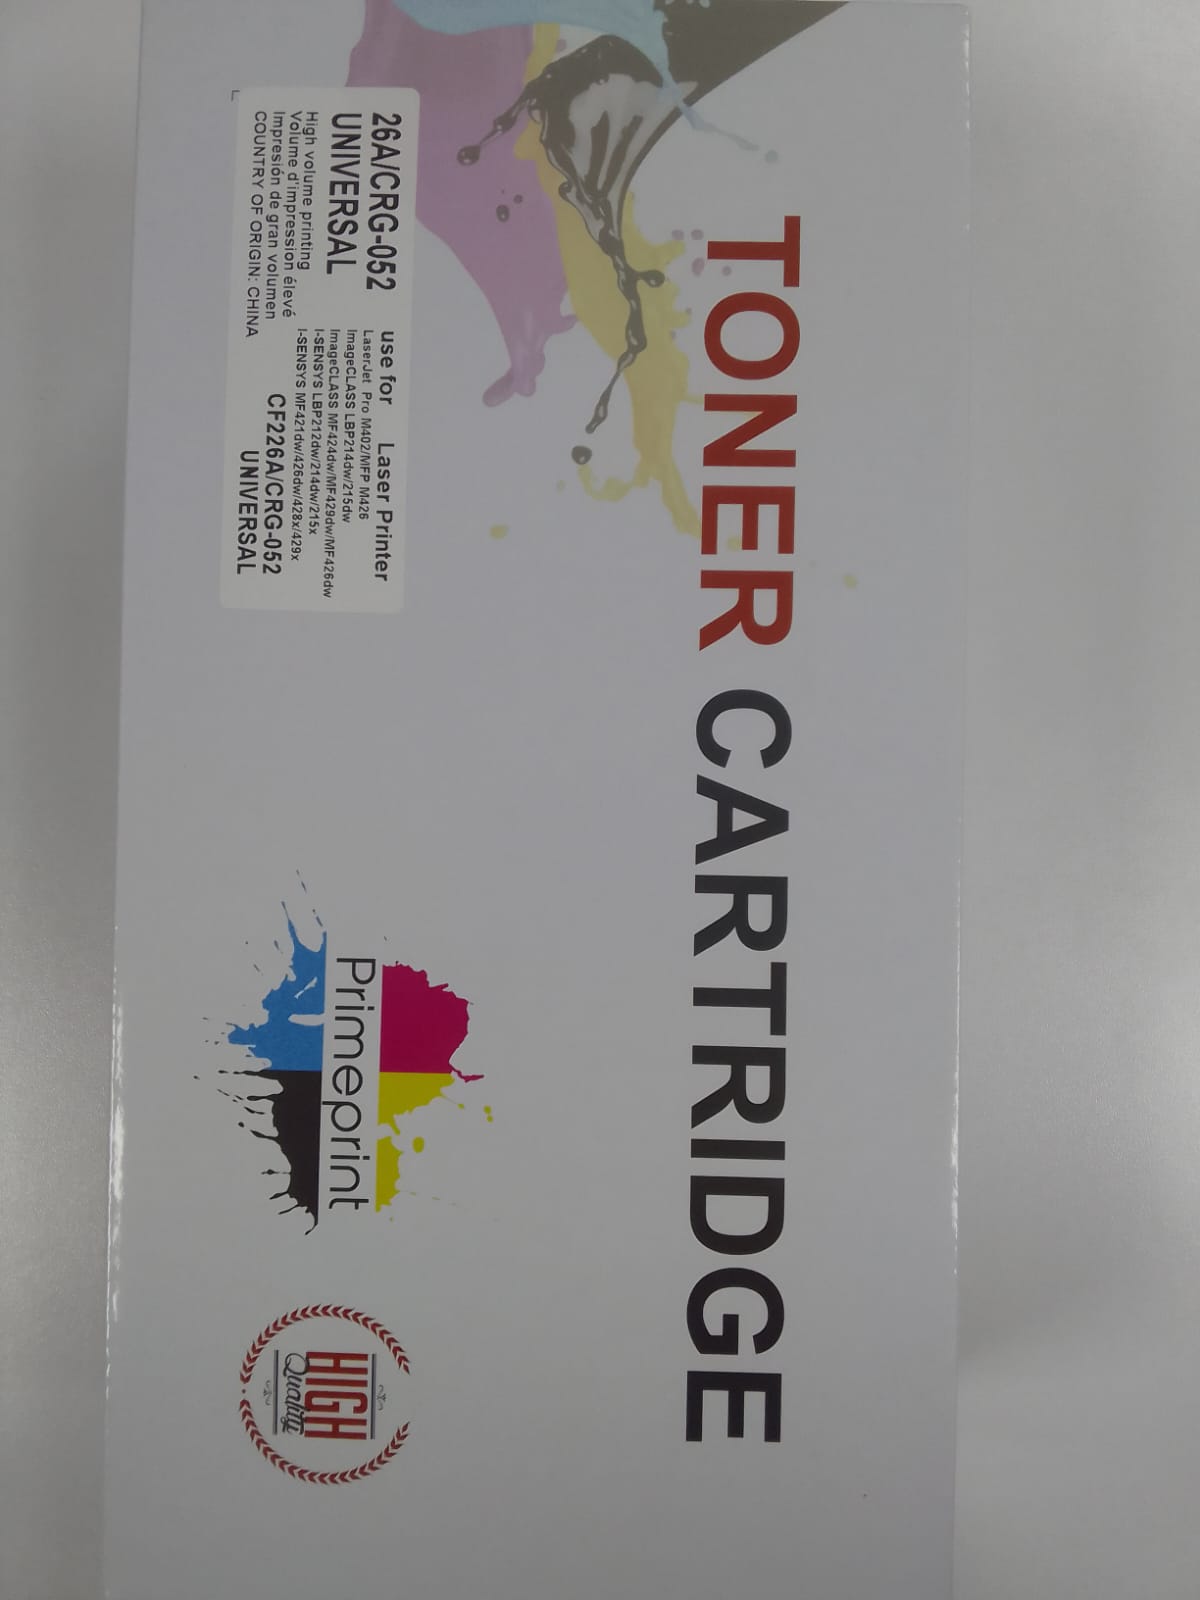 TONER CARTRIDGE
26A/CRG-052
UNIVERSAL
High volume printing
Volume d'impression élevé
Impresión de gran volumen
COUNTRY OF ORIGIN: CHINA
use for Laser Printer
LaserJet Pro M402/MFP M426
ImageCLASS LBP214dw/215dw
ImageCLASS MF424dw/MF429dw/MF426dw
I-SENSYS LBP212dw/214dw/215x
I-SENSYS MF421dw/426dw/428x/429x
CF226A/CRG-052
UNIVERSAL
Primeprint
HIGH
Quality